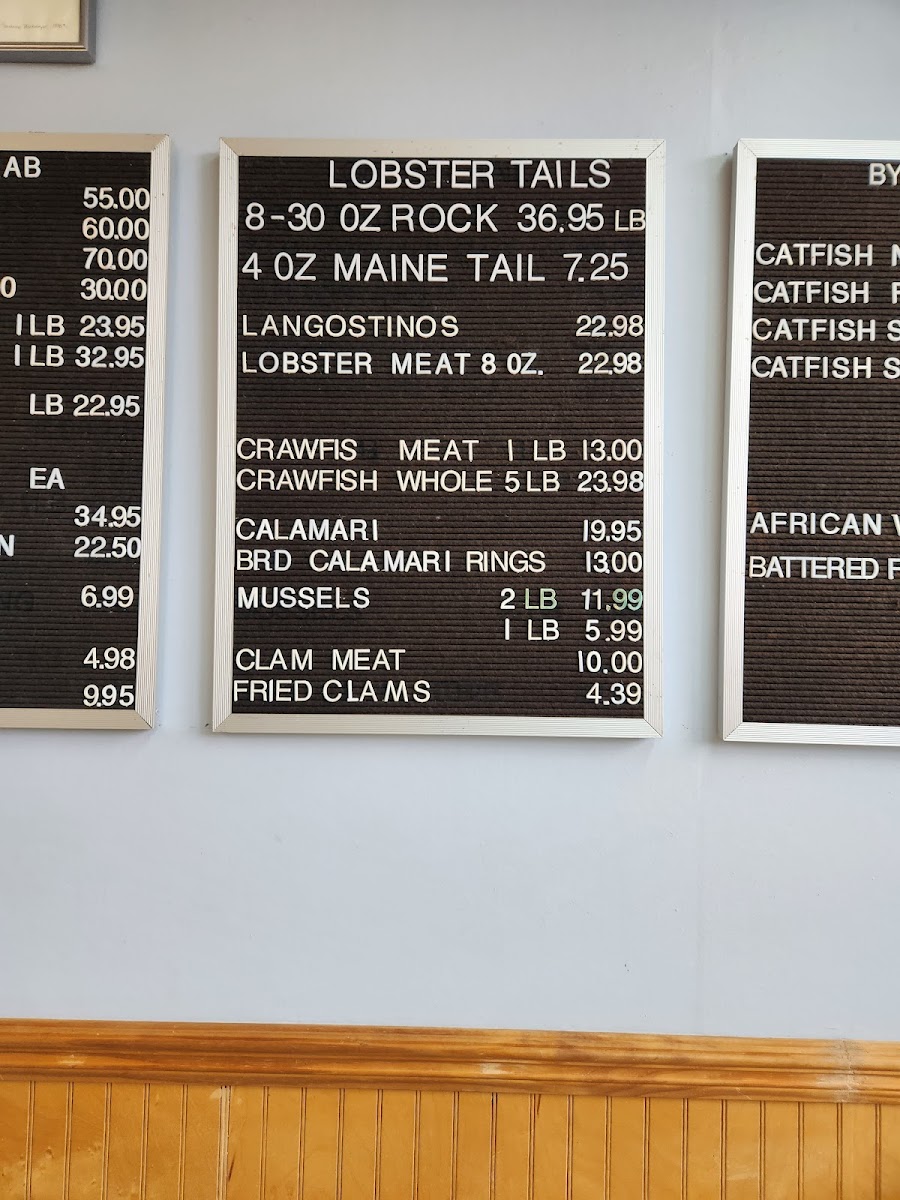 AB
55.00
60.00
70.00
0 30.00
1 LB 23.95
1 LB 32.95
LB 22.95
EA
34.95
N 22.50
6.99
4.98
9.95
LOBSTER TAILS
8-30 OZ ROCK 36.95 LB
4 OZ MAINE TAIL 7.25
LANGOSTINOS 22.98
LOBSTER MEAT 8 OZ. 22.98
CRAWFIS MEAT 1 LB 13.00
CRAWFISH WHOLE 5 LB 23.98
CALAMARI 19.95
BRD CALAMARI RINGS 13.00
MUSSELS 2 LB 11.99
1 LB 5.99
CLAM MEAT 10.00
FRIED CLAMS 4.39
BY
CATFISH N
CATFISH F
CATFISH S
CATFISH S
AFRICAN
BATTERED F